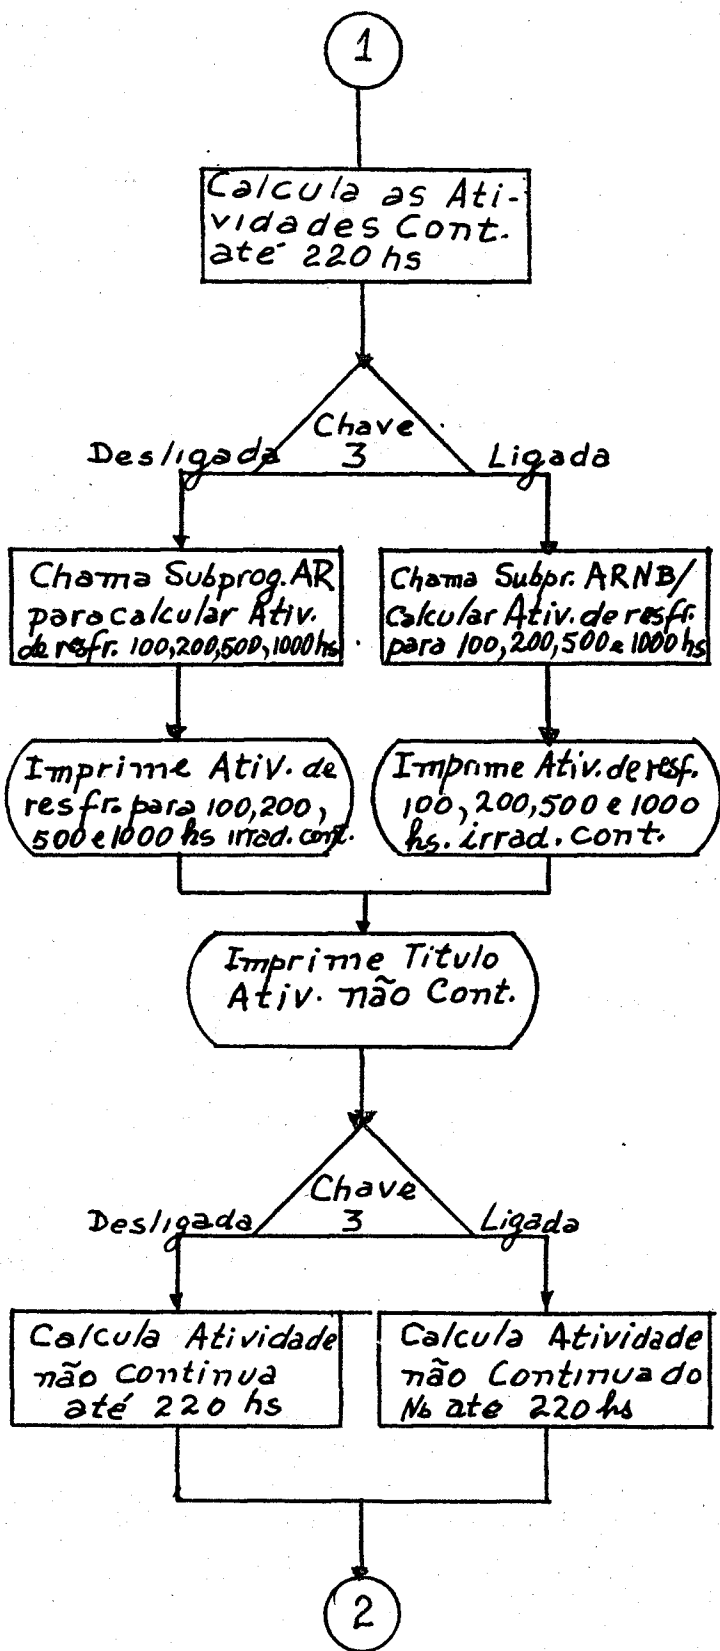 1
Calcula as Ati-
vidades Cont.
até 220 hs
Chave
3
Desligada
Ligada
Chama Subprog. AR
para calcular Ativ.
de resfr. 100, 200, 500, 1000 hs
Chama Subpr. ARNB/
Calcular Ativ. de resfr.
para 100, 200, 500 e 1000 hs
Imprime Ativ. de
resfr. para 100, 200,
500 e 1000 hs irrad. cont.
Imprime Ativ. de resf.
100, 200, 500 e 1000
hs. irrad. cont.
Imprime Titulo
Ativ. não Cont.
Chave
3
Desligada
Ligada
Calcula Atividade
não Continua
até 220 hs
Calcula Atividade
não Continua do
Nb ate 220 hs
2